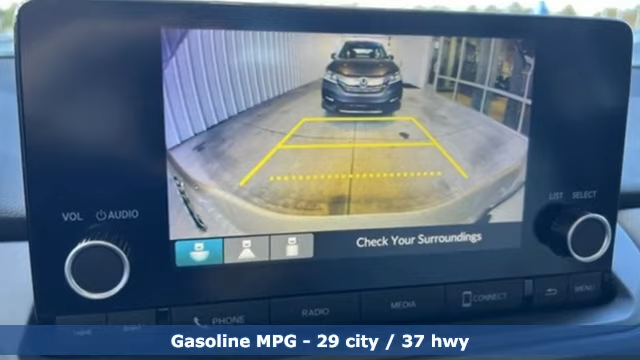 VOL AUDIO
LIST SELECT
Check Your Surroundings
PHONE RADIO MEDIA CONNECT MENU
Gasoline MPG - 29 city / 37 hwy